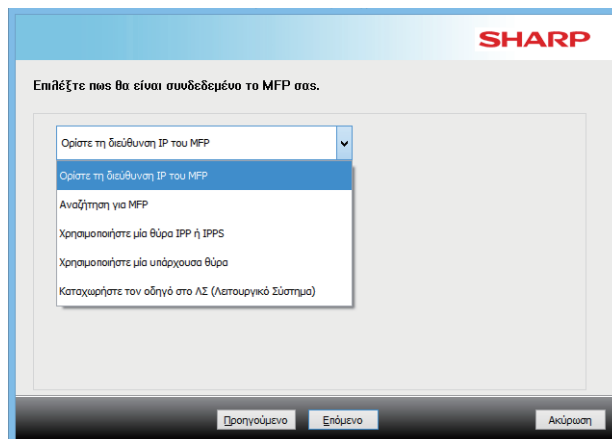 SHARP
Επιλέξτε πως θα είναι συνδεδεμένο το MFP σας.
Ορίστε τη διεύθυνση IP του MFP
Ορίστε τη διεύθυνση IP του MFP
Αναζήτηση για MFP
Χρησιμοποιήστε μία θύρα IPP ή IPPS
Χρησιμοποιήστε μία υπάρχουσα θύρα
Καταχωρήστε τον οδηγό στο ΛΣ (Λειτουργικό Σύστημα)
Προηγούμενο Επόμενο Ακύρωση